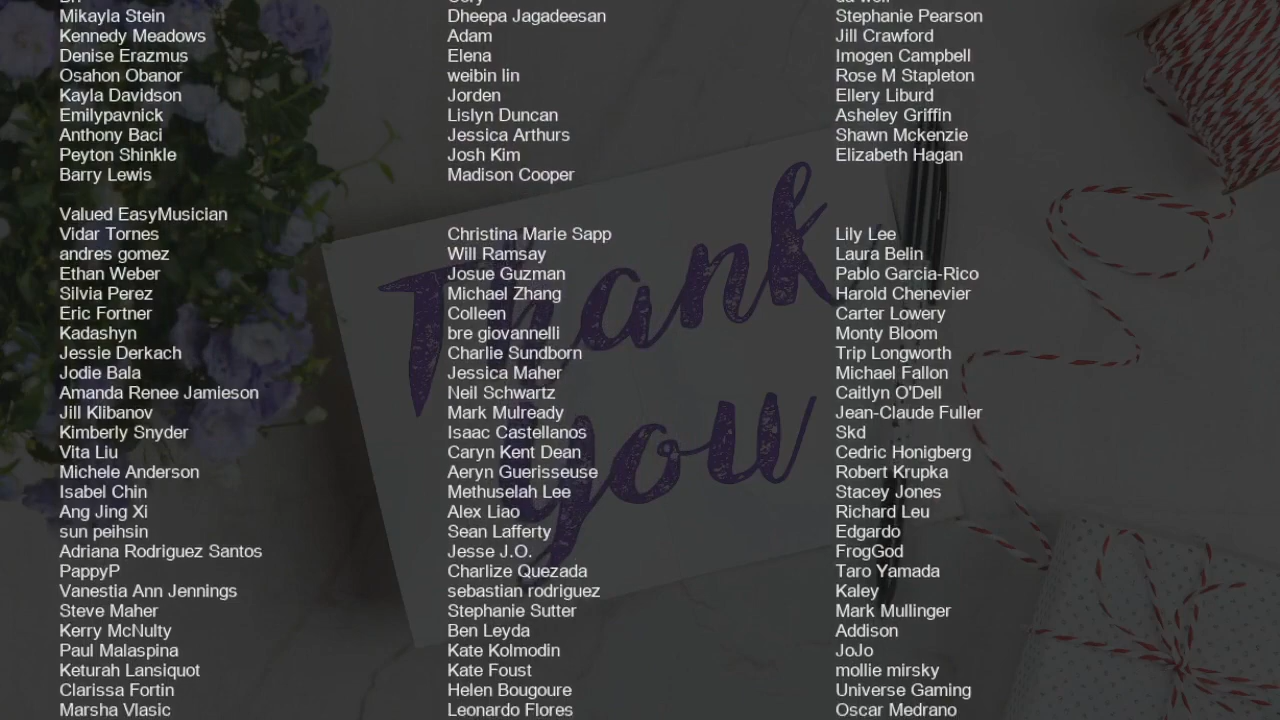 Mikayla Stein
Kennedy Meadows
Denise Erazmus
Osahon Obanor
Kayla Davidson
Emilypavnick
Anthony Baci
Peyton Shinkle
Barry Lewis
Dheepa Jagadeesan
Adam
Elena
weibin lin
Jorden
Lislyn Duncan
Jessica Arthurs
Josh Kim
Madison Cooper
Stephanie Pearson
Jill Crawford
Imogen Campbell
Rose M Stapleton
Ellery Liburd
Asheley Griffin
Shawn Mckenzie
Elizabeth Hagan
Valued EasyMusician
Vidar Tornes
andres gomez
Ethan Weber
Silvia Perez
Eric Fortner
Kadashyn
Jessie Derkach
Jodie Bala
Amanda Renee Jamieson
Jill Klibanov
Kimberly Snyder
Vita Liu
Michele Anderson
Isabel Chin
Ang Jing Xi
sun peihsin
Adriana Rodriguez Santos
PappyP
Vanestia Ann Jennings
Steve Maher
Kerry McNulty
Paul Malaspina
Keturah Lansiquot
Clarissa Fortin
Marsha Vlasic
Christina Marie Sapp
Will Ramsay
Josue Guzman
Michael Zhang
Colleen
bre giovannelli
Charlie Sundborn
Jessica Maher
Neil Schwartz
Mark Mulready
Isaac Castellanos
Caryn Kent Dean
Aeryn Guerisseuse
Methuselah Lee
Alex Liao
Sean Lafferty
Jesse J.O.
Charlize Quezada
sebastian rodriguez
Stephanie Sutter
Ben Leyda
Kate Kolmodin
Kate Foust
Helen Bougoure
Leonardo Flores
Lily Lee
Laura Belin
Pablo Garcia-Rico
Harold Chenevier
Carter Lowery
Monty Bloom
Trip Longworth
Michael Fallon
Caitlyn O'Dell
Jean-Claude Fuller
Skd
Cedric Honigberg
Robert Krupka
Stacey Jones
Richard Leu
Edgardo
FrogGod
Taro Yamada
Kaley
Mark Mullinger
Addison
JoJo
mollie mirsky
Universe Gaming
Oscar Medrano
Thank
you